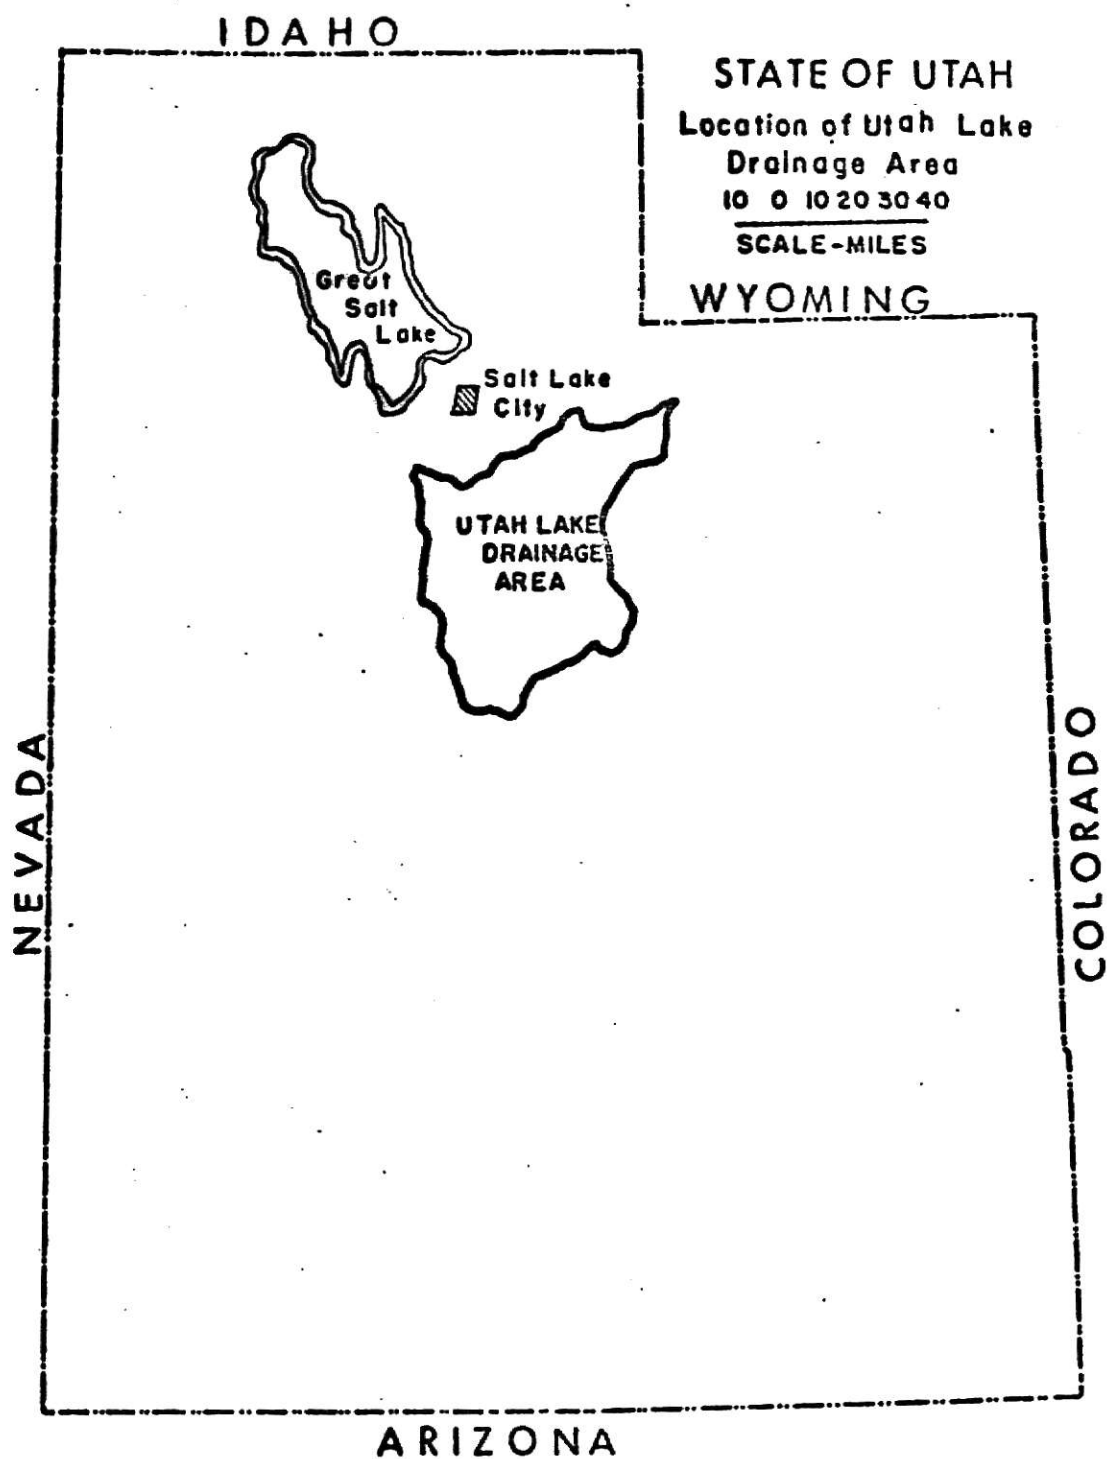 IDAHO
STATE OF UTAH
Location of Utah Lake
Drainage Area
10 0 10 20 30 40
SCALE-MILES
WYOMING
Great
Salt
Lake
Salt Lake
City
UTAH LAKE
DRAINAGE
AREA
NEVADA
COLORADO
ARIZONA